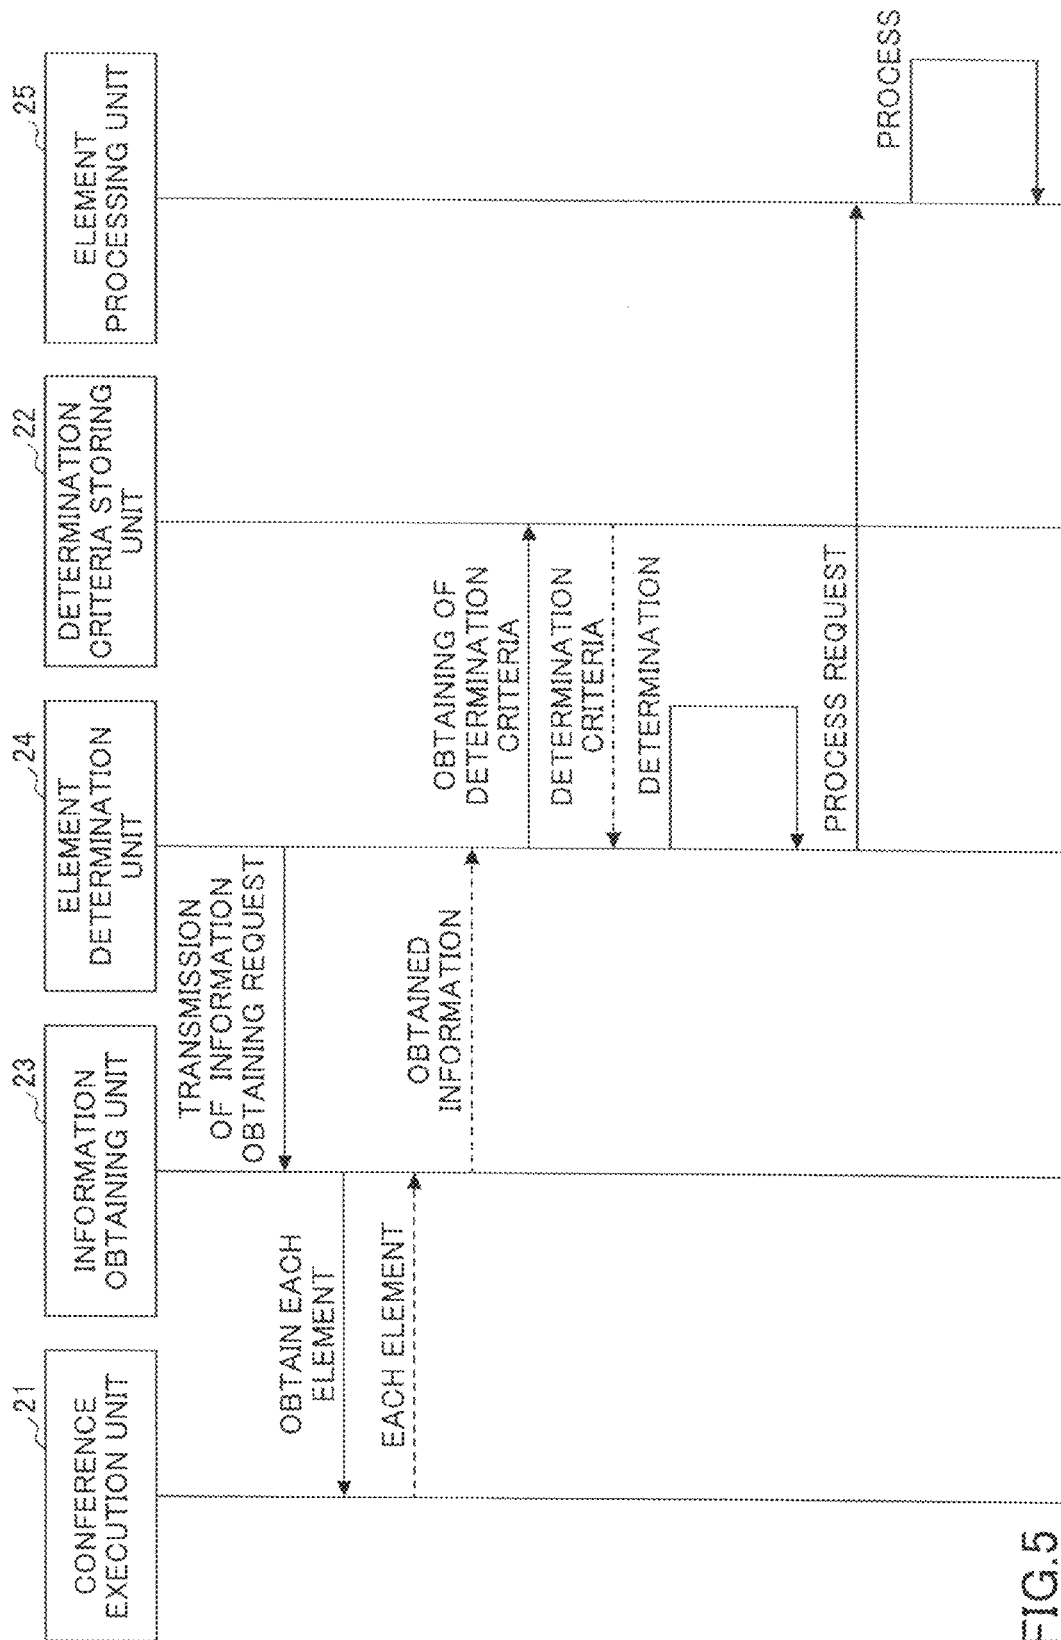 21
CONFERENCE
EXECUTION UNIT
23
INFORMATION
OBTAINING UNIT
24
ELEMENT
DETERMINATION
UNIT
22
DETERMINATION
CRITERIA STORING
UNIT
25
ELEMENT
PROCESSING UNIT
TRANSMISSION
OF INFORMATION
OBTAINING REQUEST
OBTAIN EACH
ELEMENT
EACH ELEMENT
OBTAINED
INFORMATION
OBTAINING OF
DETERMINATION
CRITERIA
DETERMINATION
CRITERIA
DETERMINATION
PROCESS REQUEST
PROCESS
FIG.5